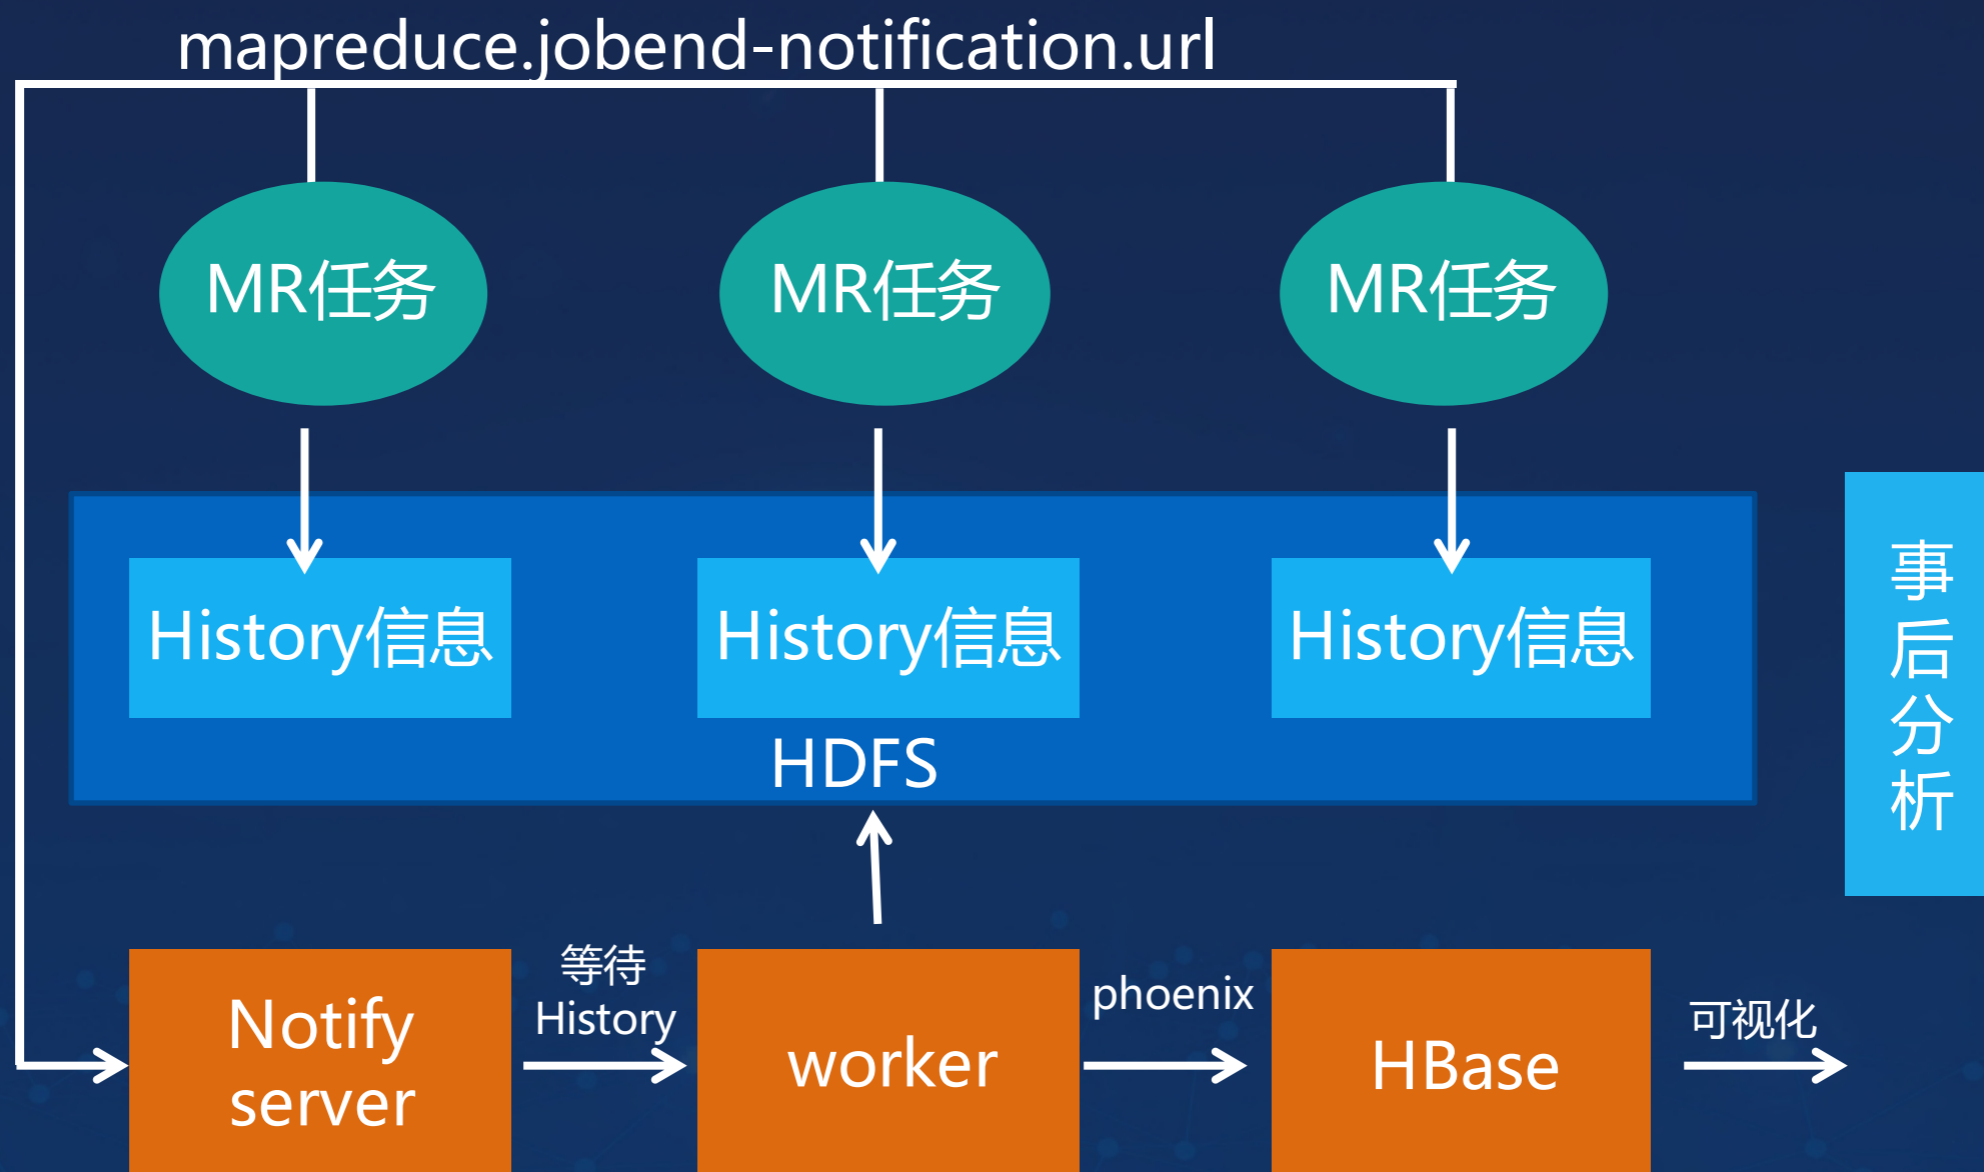 mapreduce.jobend-notification.url
MR任务
MR任务
MR任务
History信息
History信息
History信息
HDFS
事后分析
Notify
server
等待
History
worker
phoenix
HBase
可视化